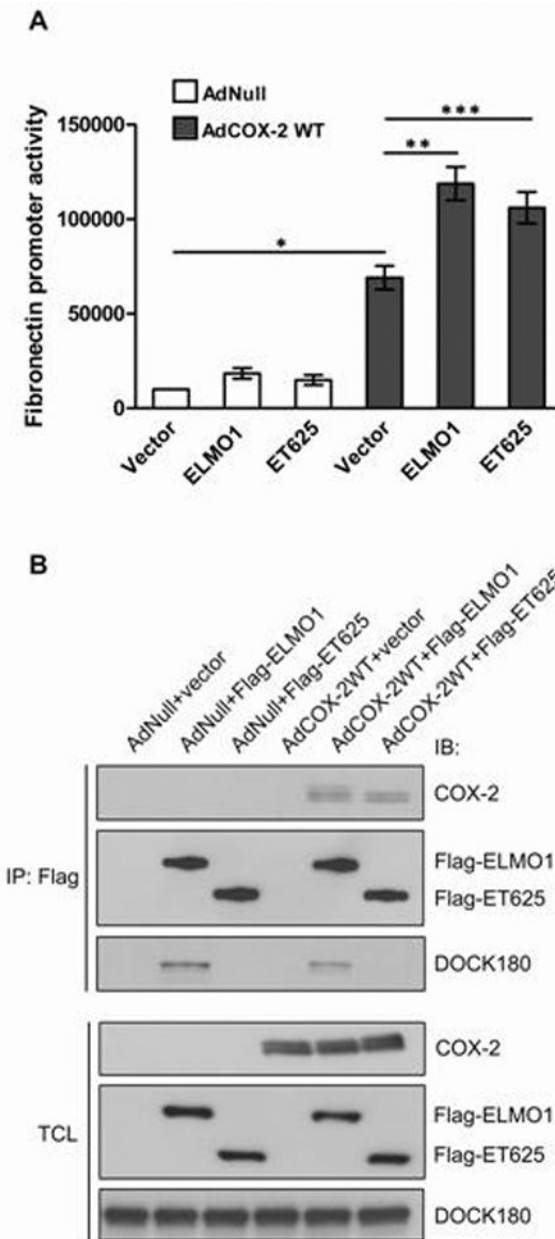 A
AdNull
AdCOX-2 WT
Fibronectin promoter activity
150000
100000
50000
0
*
**
***
Vector
ELMO1
ET625
Vector
ELMO1
ET625
B
AdNull+vector
AdNull+Flag-ELMO1
AdNull+Flag-ET625
AdCOX-2WT+vector
AdCOX-2WT+Flag-ELMO1
AdCOX-2WT+Flag-ET625
IB:
IP: Flag
COX-2
Flag-ELMO1
Flag-ET625
DOCK180
TCL
COX-2
Flag-ELMO1
Flag-ET625
DOCK180